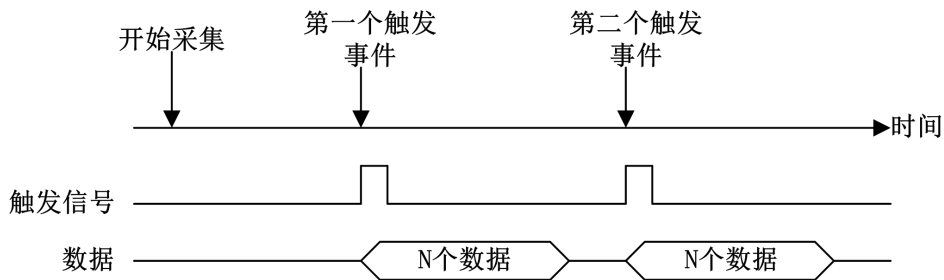 开始采集
第一个触发
事件
第二个触发
事件
时间
触发信号
数据
N个数据
N个数据